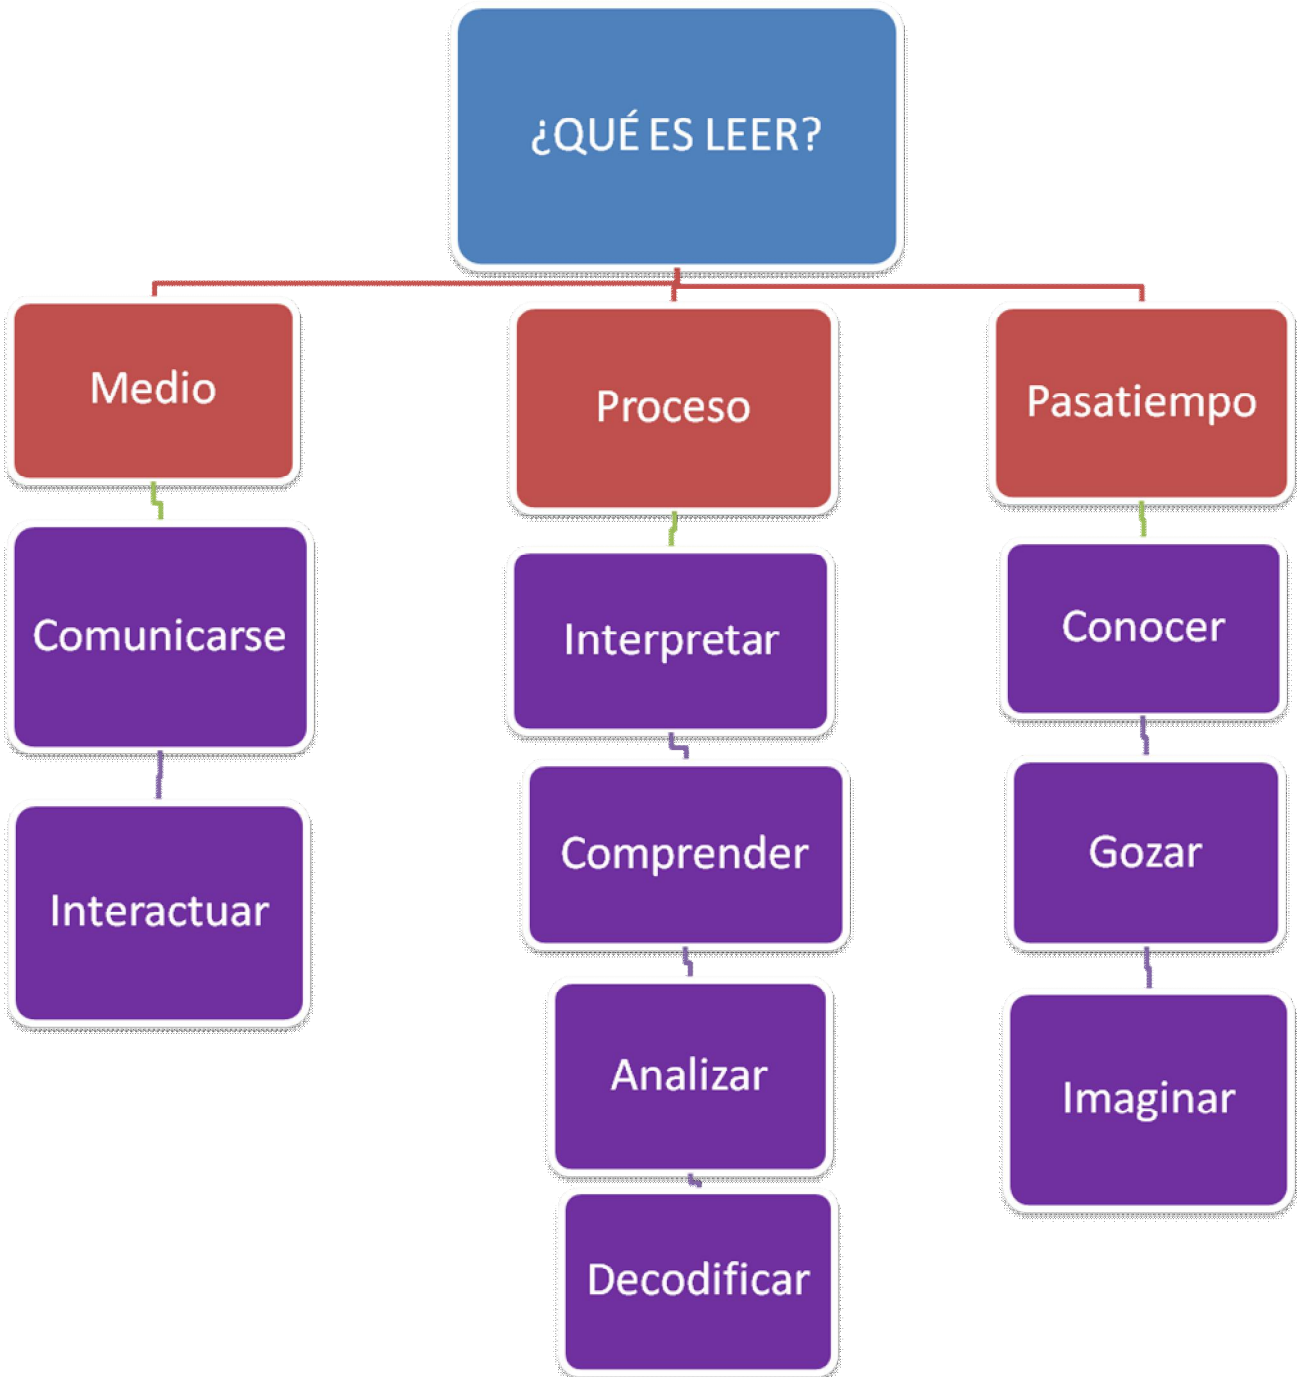 ¿QUÉ ES LEER?
Medio
Proceso
Pasatiempo
Comunicarse
Interpretar
Conocer
Interactuar
Comprender
Gozar
Analizar
Imaginar
Decodificar